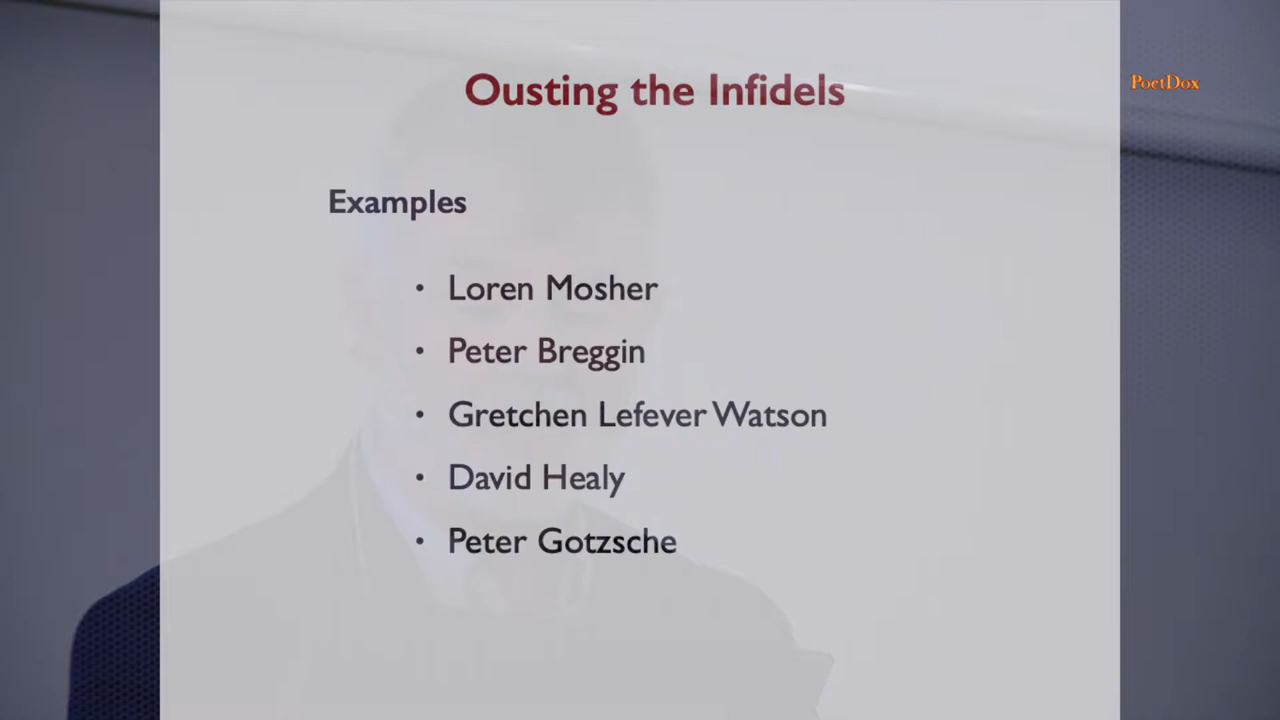 Ousting the Infidels
PoetDox
Examples
• Loren Mosher
• Peter Breggin
• Gretchen Lefever Watson
• David Healy
• Peter Gotzsche